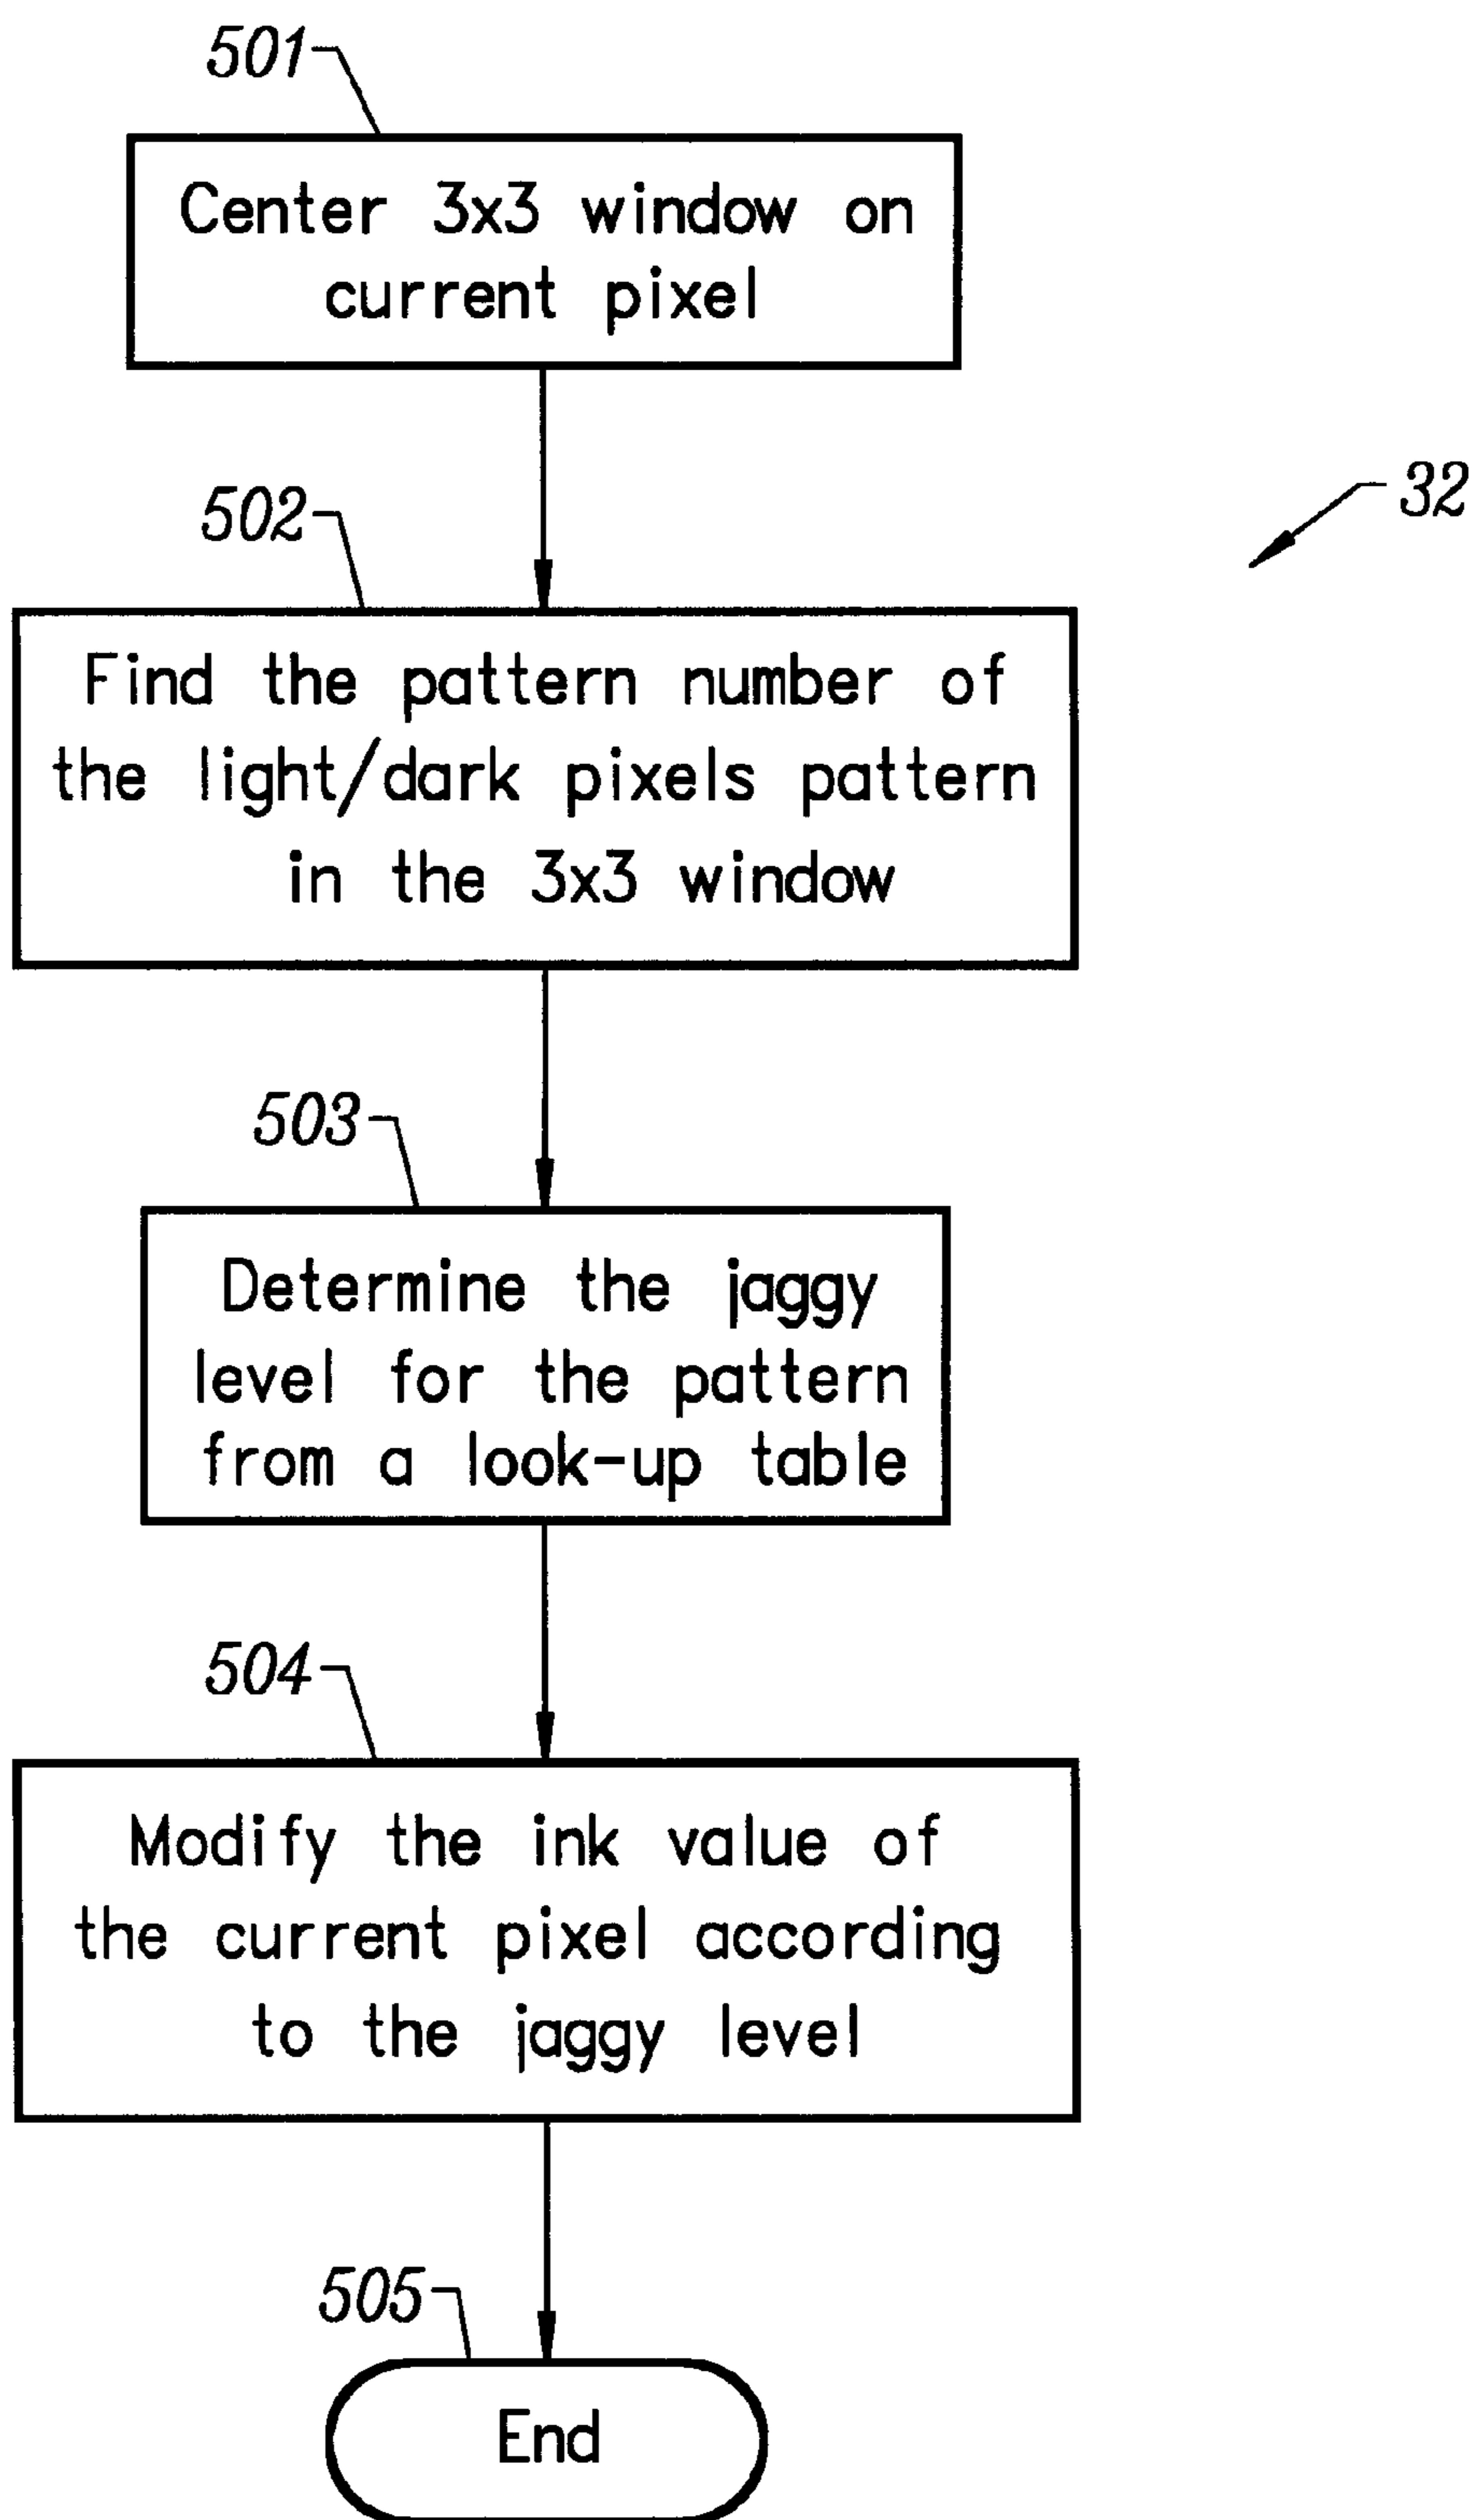 501
Center 3x3 window on
current pixel
32
502
Find the pattern number of
the light/dark pixels pattern
in the 3x3 window
503
Determine the jaggy
level for the pattern
from a look-up table
504
Modify the ink value of
the current pixel according
to the jaggy level
505
End